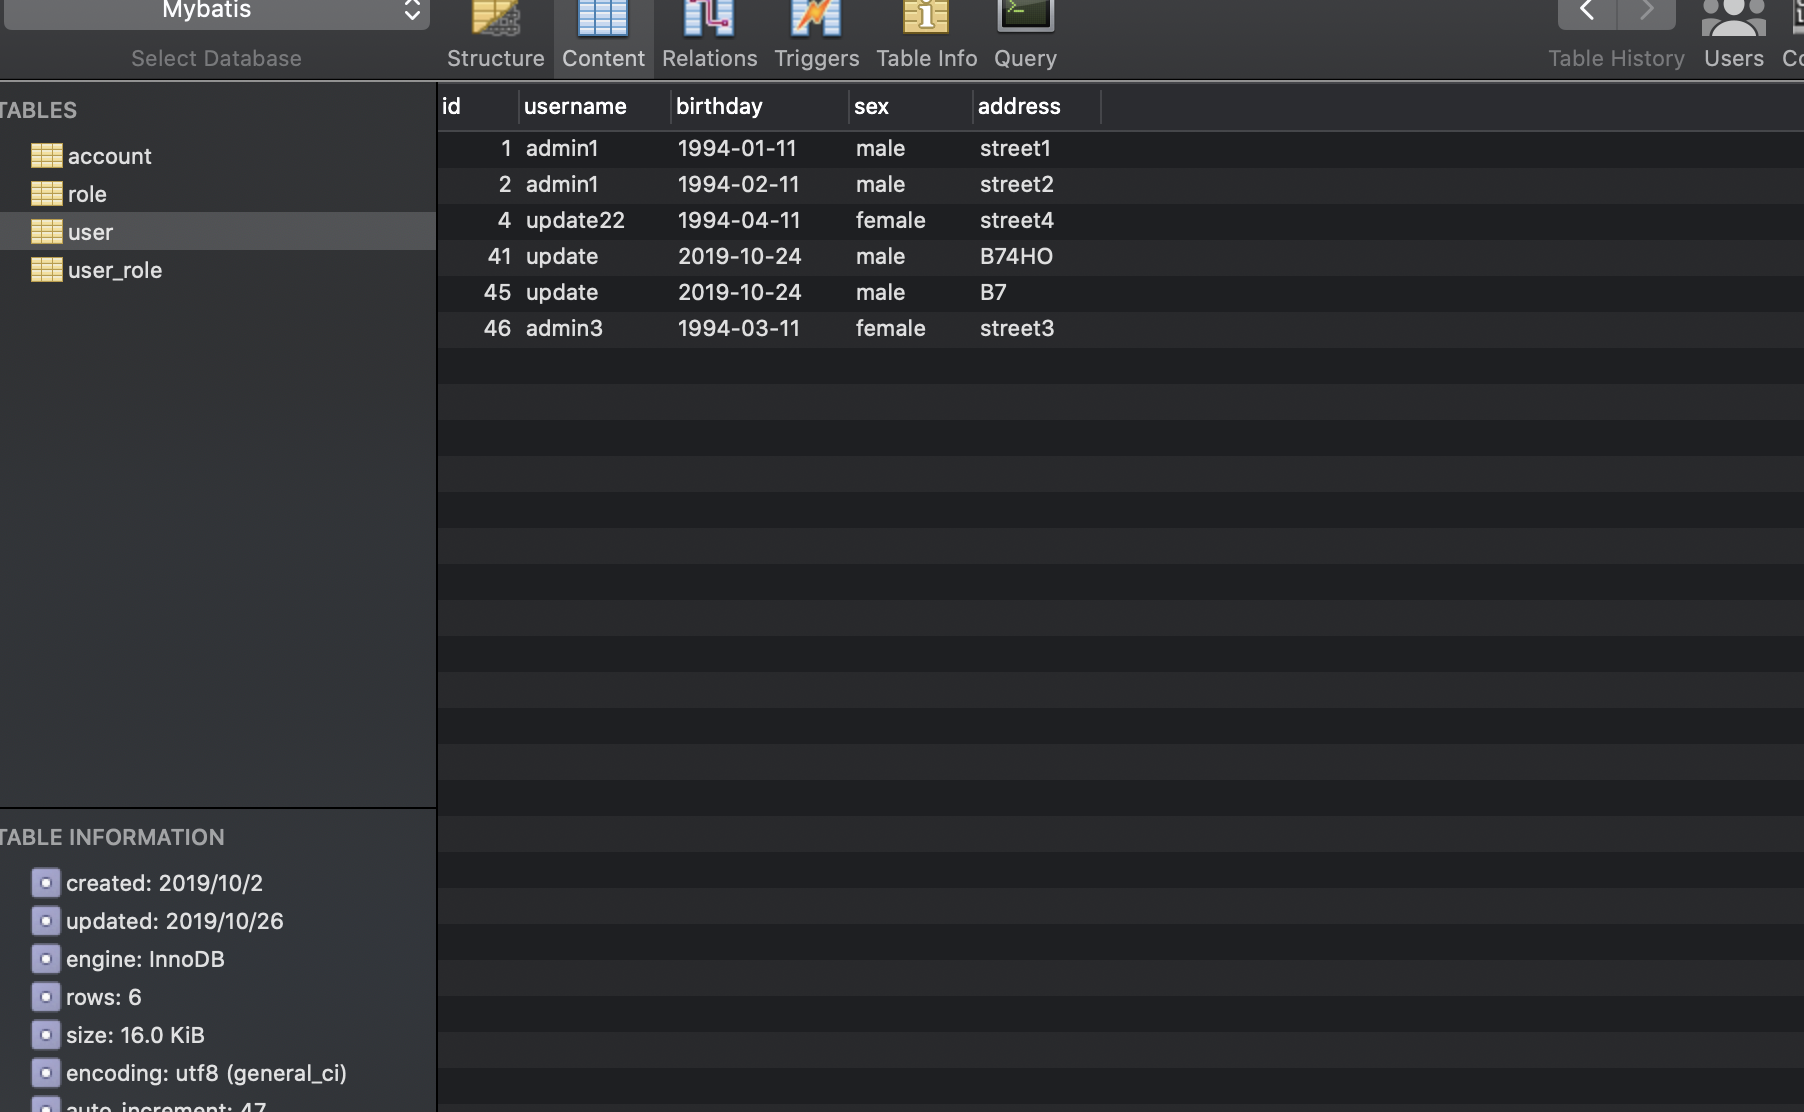 Mybatis
Select Database
Structure Content Relations Triggers Table Info Query
Table History Users
TABLES
account
role
user
user_role
id username birthday sex address
1 admin1 1994-01-11 male street1
2 admin1 1994-02-11 male street2
4 update22 1994-04-11 female street4
41 update 2019-10-24 male B74HO
45 update 2019-10-24 male B7
46 admin3 1994-03-11 female street3
TABLE INFORMATION
created: 2019/10/2
updated: 2019/10/26
engine: InnoDB
rows: 6
size: 16.0 KiB
encoding: utf8 (general_ci)
auto_increment: 47